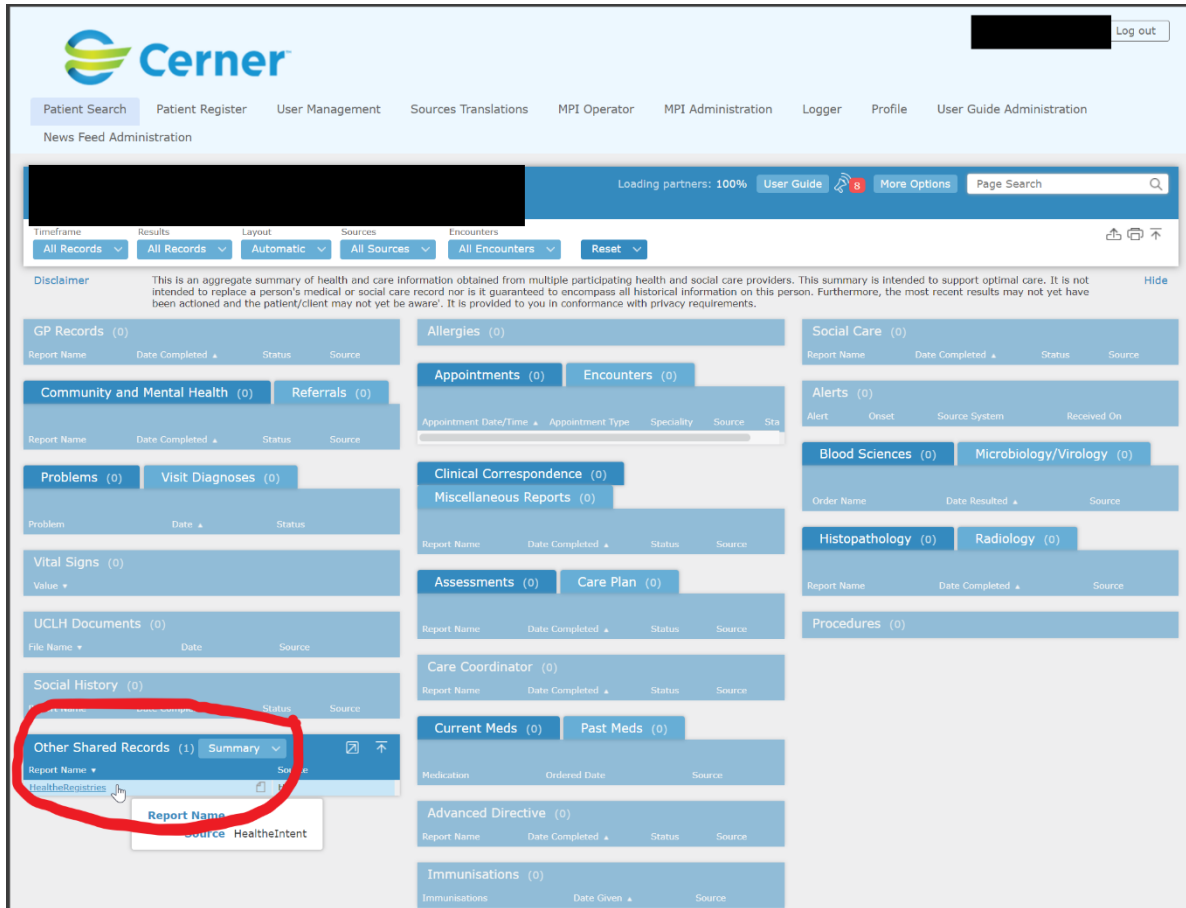 Cerner
Log out
Patient Search Patient Register User Management Sources Translations MPI Operator MPI Administration Logger Profile User Guide Administration
News Feed Administration
Loading partners: 100% User Guide 8 More Options Page Search
Timeframe Results Layout Sources Encounters
All Records All Records Automatic All Sources All Encounters Reset
Disclaimer
This is an aggregate summary of health and care information obtained from multiple participating health and social care providers. This summary is intended to support optimal care. It is not
intended to replace a person's medical or social care record nor is it guaranteed to encompass all historical information on this person. Furthermore, the most recent results may not yet have
been actioned and the patient/client may not yet be aware'. It is provided to you in conformance with privacy requirements.
Hide
GP Records (0)
Report Name Date Completed Status Source
Community and Mental Health (0) Referrals (0)
Report Name Date Completed Status Source
Problems (0) Visit Diagnoses (0)
Problem Date Status
Vital Signs (0)
Value
UCLH Documents (0)
File Name Date Source
Social History (0)
Report Name Date Status Source
Other Shared Records (1) Summary
Report Name
HealtheRegistries
Report Name
Source HealtheIntent
Allergies (0)
Appointments (0) Encounters (0)
Appointment Date/Time Appointment Type Speciality Source Sta
Clinical Correspondence (0)
Miscellaneous Reports (0)
Report Name Date Completed Status Source
Assessments (0) Care Plan (0)
Report Name Date Completed Status Source
Care Coordinator (0)
Report Name Date Completed Status Source
Current Meds (0) Past Meds (0)
Medication Ordered Date Source
Advanced Directive (0)
Report Name Date Completed Status Source
Immunisations (0)
Immunisations Date Given Source
Social Care (0)
Report Name Date Completed Status Source
Alerts (0)
Alert Onset Source System Received On
Blood Sciences (0) Microbiology/Virology (0)
Order Name Date Resulted Source
Histopathology (0) Radiology (0)
Report Name Date Completed Source
Procedures (0)